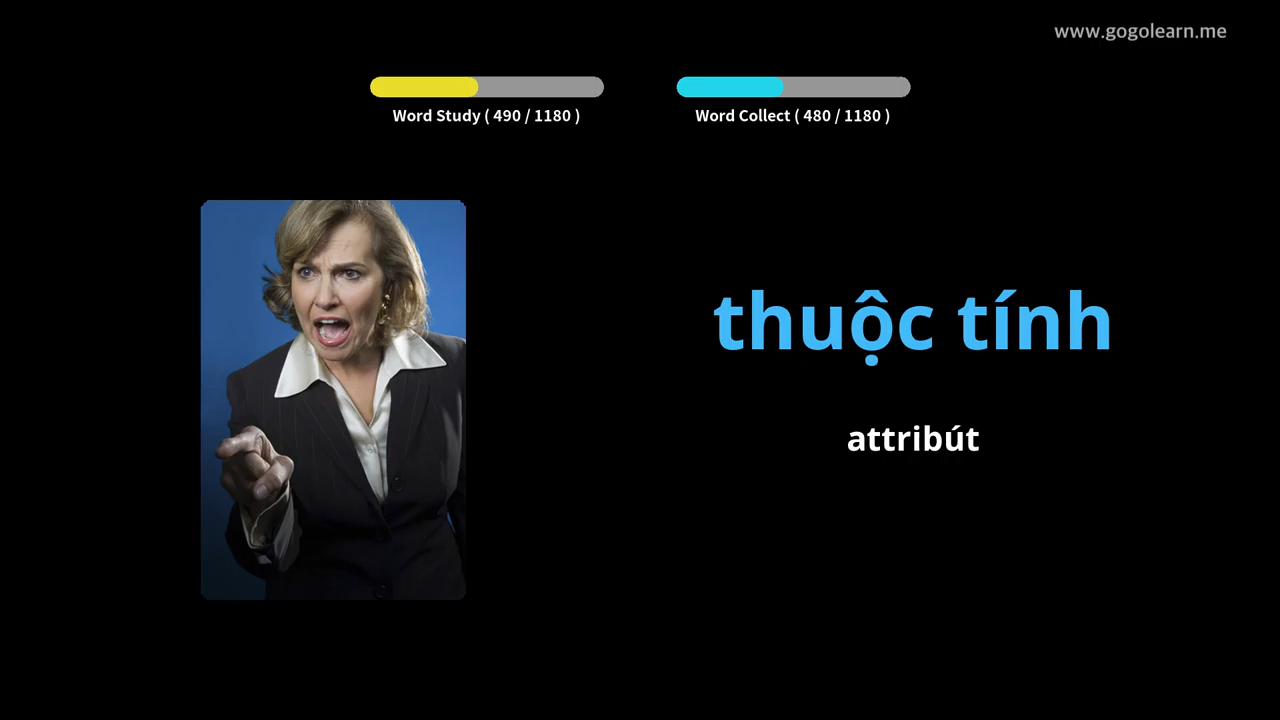 www.gogolearn.me
Word Study ( 490 / 1180 )
Word Collect ( 480 / 1180 )
thuộc tính
attribút